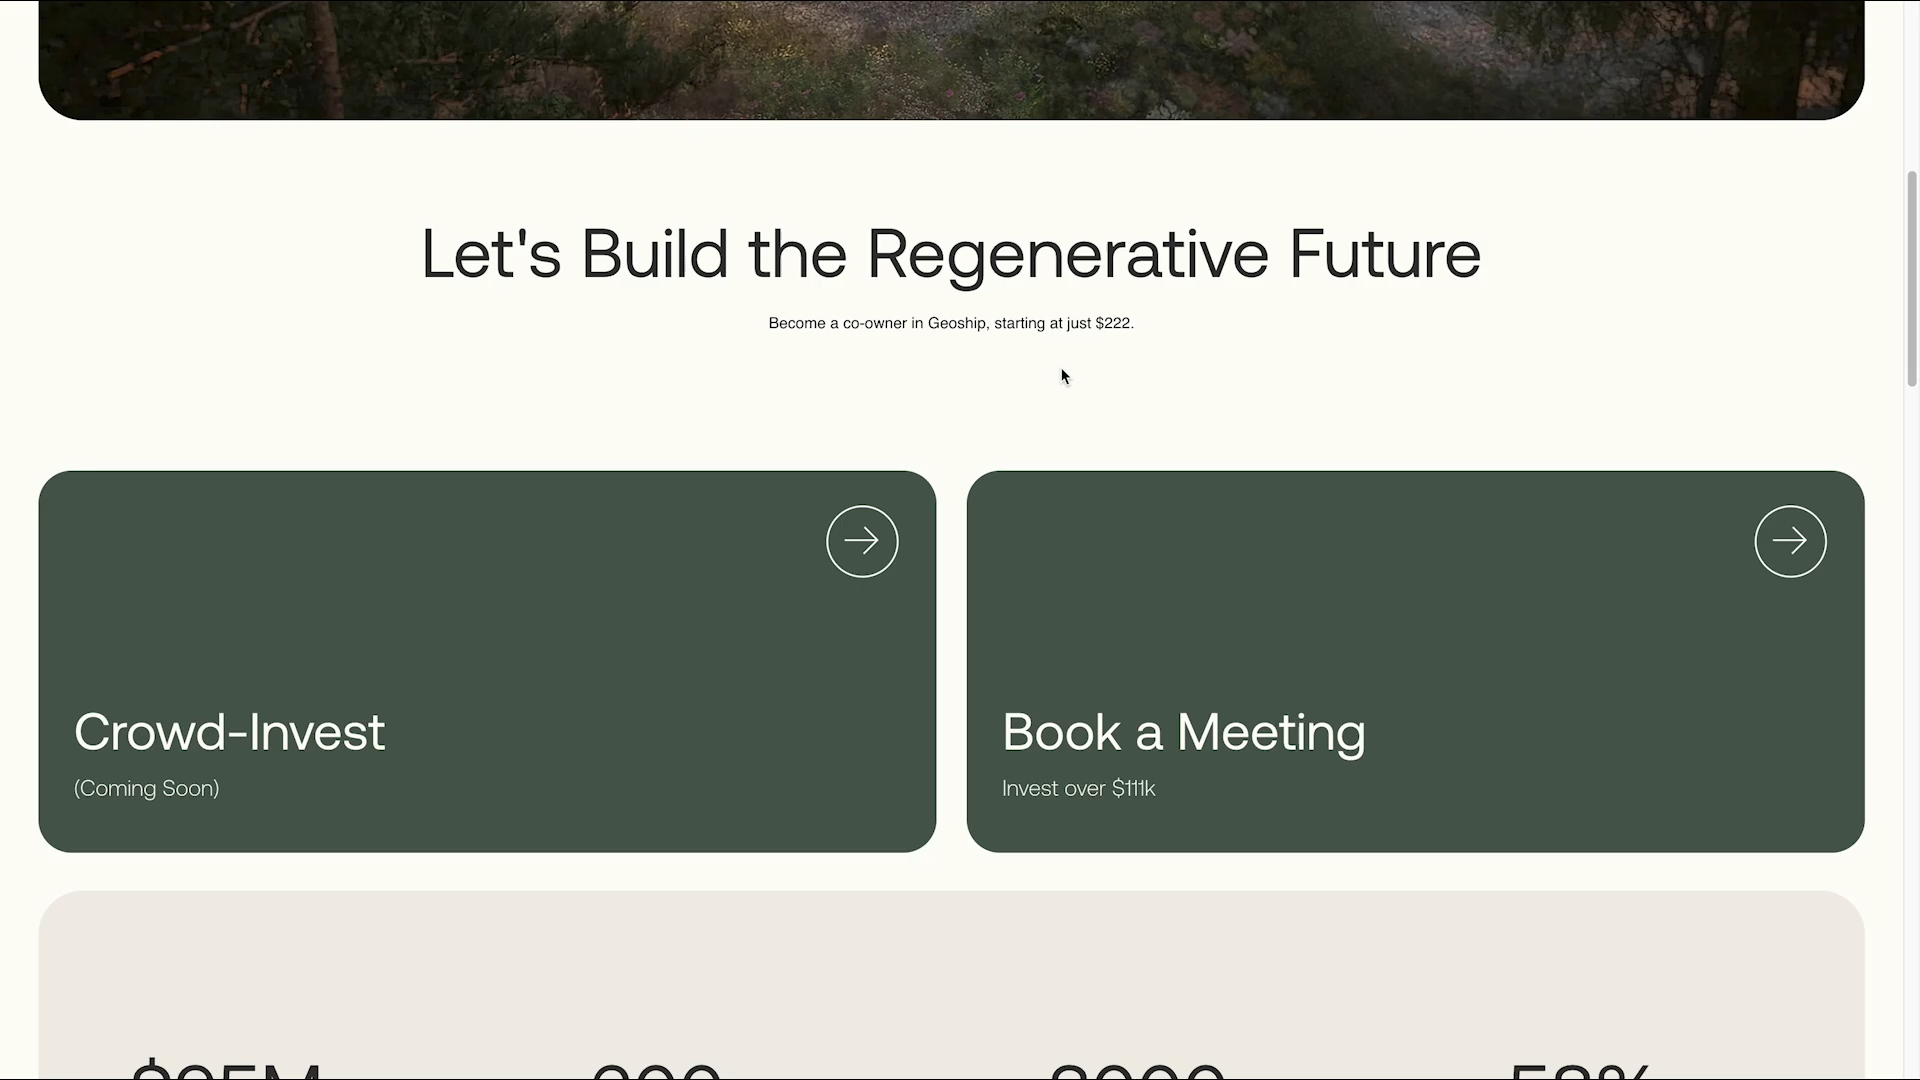 Let's Build the Regenerative Future
Become a co-owner in Geoship, starting at just $222.
Crowd-Invest
(Coming Soon)
Book a Meeting
Invest over $111k